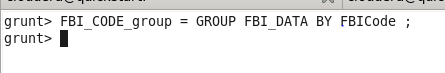 grunt> FBI_CODE_group = GROUP FBI_DATA BY FBICode ;
grunt>